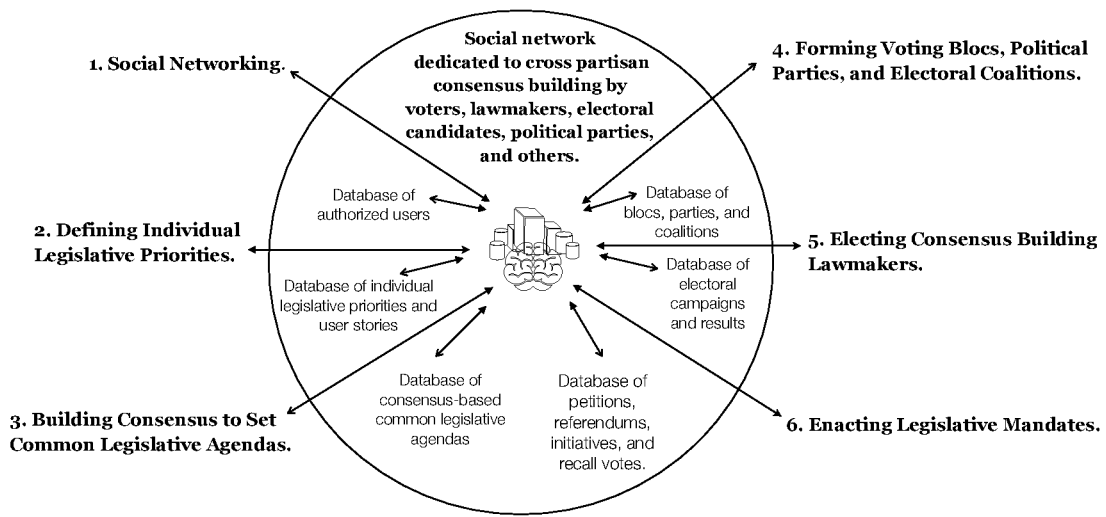 Social network
dedicated to cross partisan
consensus building by
voters, lawmakers, electoral
candidates, political parties,
and others.
1. Social Networking.
2. Defining Individual
Legislative Priorities.
3. Building Consensus to Set
Common Legislative Agendas.
4. Forming Voting Blocs, Political
Parties, and Electoral Coalitions.
5. Electing Consensus Building
Lawmakers.
6. Enacting Legislative Mandates.
Database of
authorized users
Database of individual
legislative priorities and
user stories
Database of
consensus-based
common legislative
agendas
Database of
petitions,
referendums,
initiatives, and
recall votes.
Database of
blocs, parties, and
coalitions
Database of
electoral
campaigns
and results